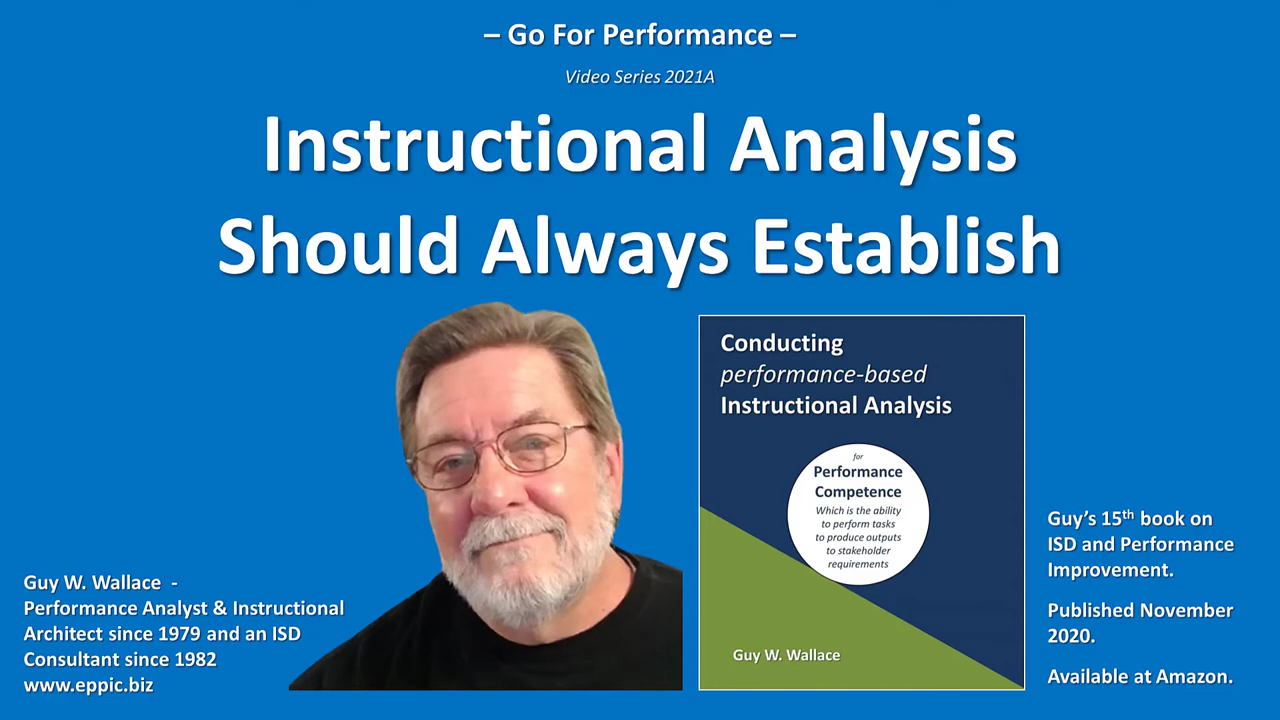 – Go For Performance –
Video Series 2021A
Instructional Analysis
Should Always Establish
Conducting
performance-based
Instructional Analysis
for
Performance
Competence
Which is the ability
to perform tasks
to produce outputs
to stakeholder
requirements
Guy W. Wallace
Guy W. Wallace -
Performance Analyst & Instructional
Architect since 1979 and an ISD
Consultant since 1982
www.eppic.biz
Guy's 15th book on
ISD and Performance
Improvement.
Published November
2020.
Available at Amazon.